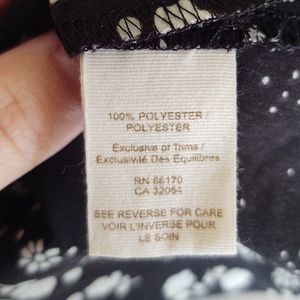 100% POLYESTER /
POLYESTER
Exclusive of Trims /
Exclusivité Des Equilibres
RN 66170
CA 32054
SEE REVERSE FOR CARE
VOIR L'INVERSE POUR
LE SOIN